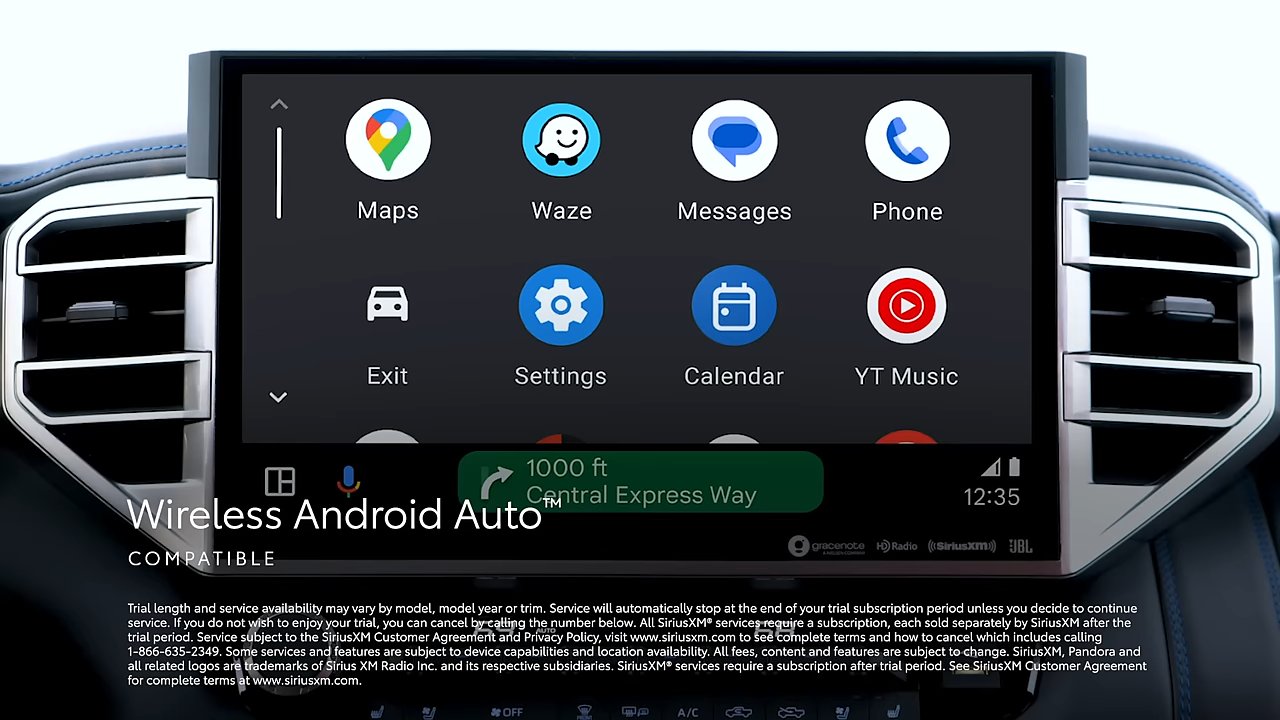 Maps
Waze
Messages
Phone
Exit
Settings
Calendar
YT Music
1000 ft
Central Express Way
12:35
Wireless Android Auto™
COMPATIBLE
gracenote
HD Radio
((SiriusXM))
JBL
Trial length and service availability may vary by model, model year or trim. Service will automatically stop at the end of your trial subscription period unless you decide to continue
service. If you do not wish to enjoy your trial, you can cancel by calling the number below. All SiriusXM® services require a subscription, each sold separately by SiriusXM after the
trial period. Service subject to the SiriusXM Customer Agreement and Privacy Policy, visit www.siriusxm.com to see complete terms and how to cancel which includes calling
1-866-635-2349. Some services and features are subject to device capabilities and location availability. All fees, content and features are subject to change. SiriusXM, Pandora and
all related logos are trademarks of Sirius XM Radio Inc. and its respective subsidiaries. SiriusXM® services require a subscription after trial period. See SiriusXM Customer Agreement
for complete terms at www.siriusxm.com.
AUTO
OFF
FRONT
A/C